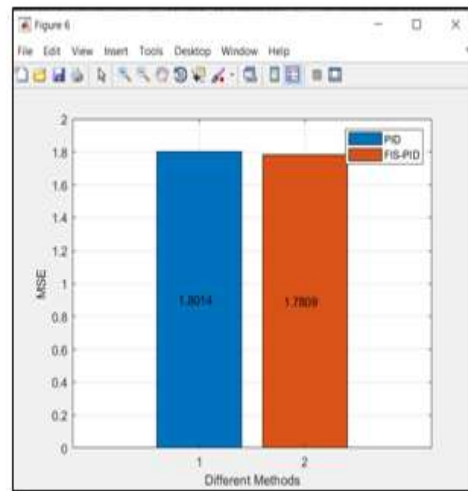 Figure 6
File Edit View Insert Tools Desktop Window Help
PID
FIS-PID
2
1.8
1.6
1.4
1.2
1
0.8
0.6
0.4
0.2
0
MSE
1.8014
1.7809
1 2
Different Methods